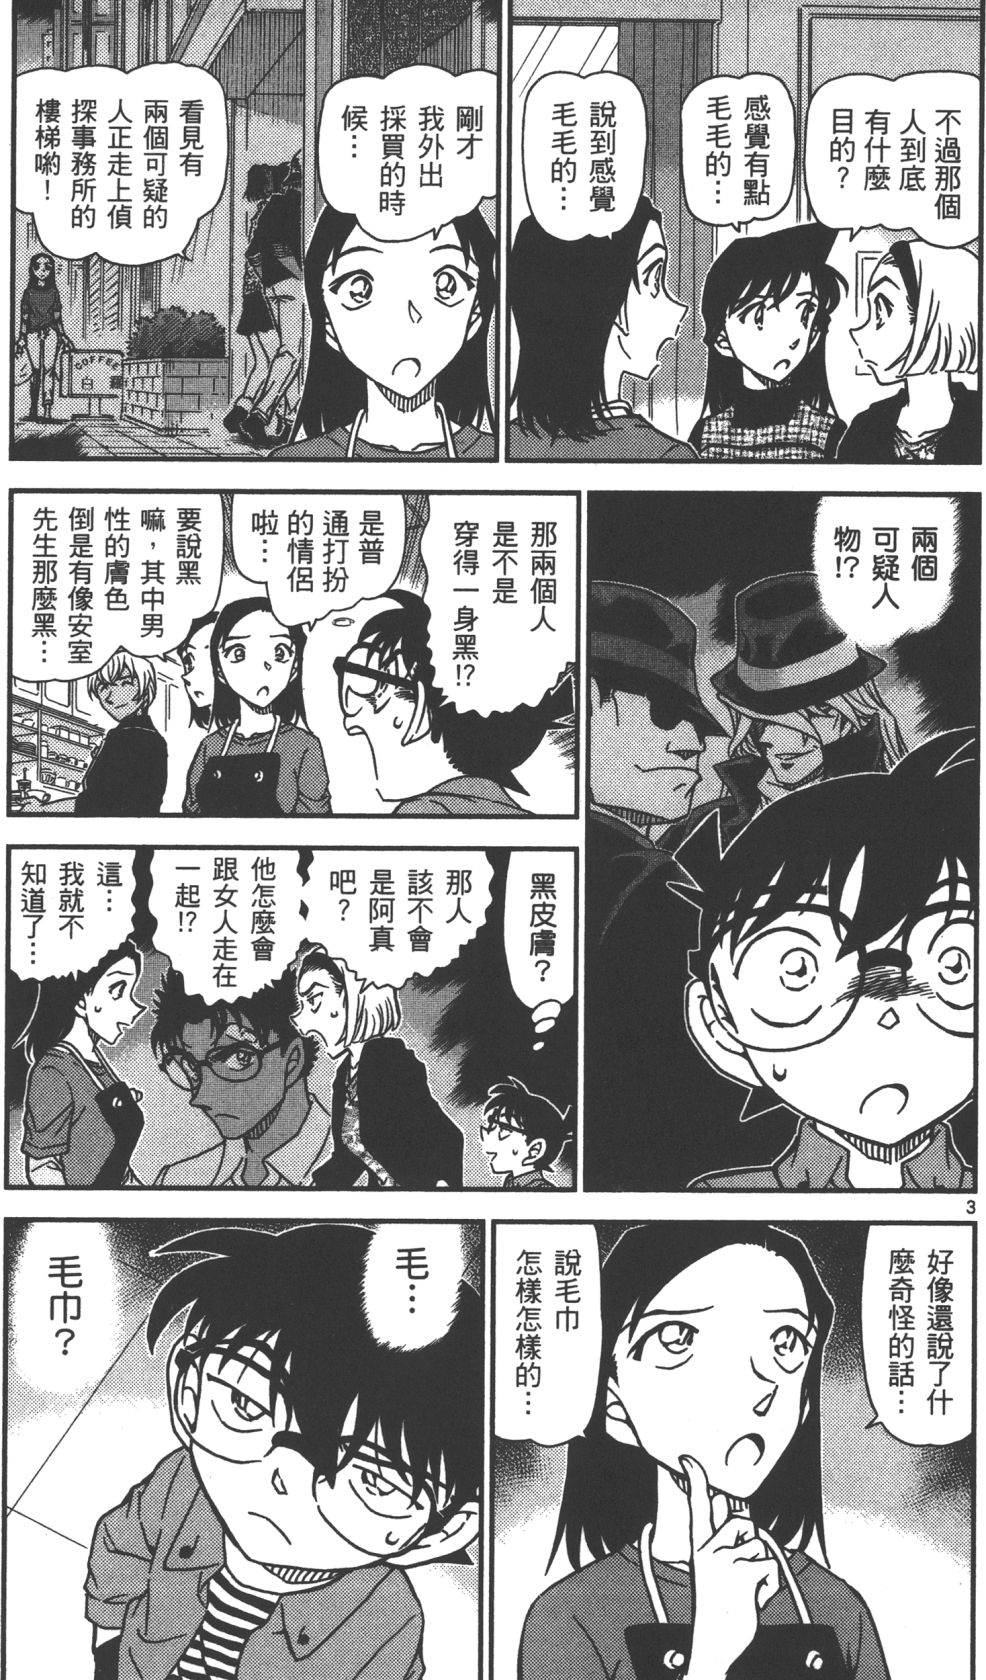 不過那個
人到底
有什麼
目的？
感覺有點
毛毛的…
說到感覺
毛毛的…
剛才
我外出
採買的時
候…
看見有
兩個可疑的
人正走上偵
探事務所的
樓梯喲！
COFFEE
白羅
兩個
可疑人
物!?
那兩個人
是不是
穿得一身黑!?
是普
通打扮
的情侶
啦…
要說黑
嘛，其中男
性的膚色
倒是有像安室
先生那麼黑…
黑皮膚？
那人
該不會
是阿真
吧？
他怎麼會
跟女人走在
一起!?
這…
我就不
知道了…
3
好像還說了什
麼奇怪的話…
說毛巾
怎樣怎樣的…
毛…
毛巾？